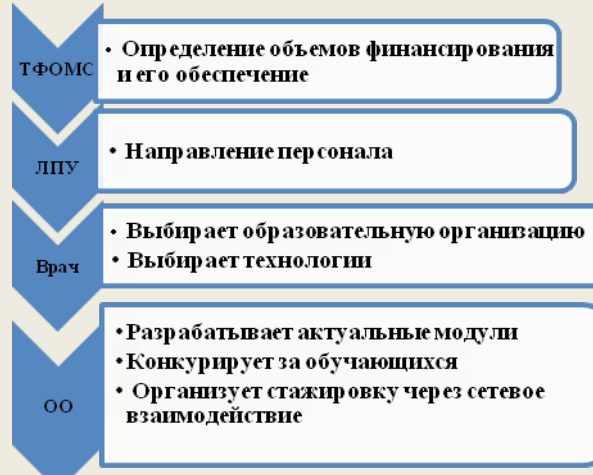 ТФОМС
• Определение объемов финансирования
и его обеспечение
ЛПУ
• Направление персонала
Врач
• Выбирает образовательную организацию
• Выбирает технологии
ОО
• Разрабатывает актуальные модули
• Конкурирует за обучающихся
• Организует стажировку через сетевое
взаимодействие